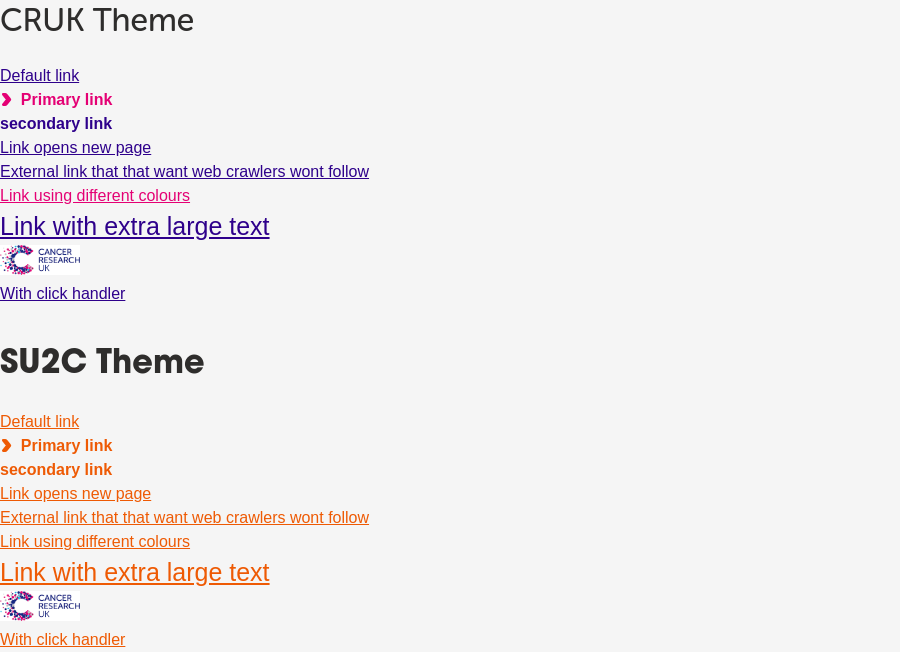 CRUK Theme
Default link
Primary link
secondary link
Link opens new page
External link that that want web crawlers wont follow
Link using different colours
Link with extra large text
CANCER
RESEARCH
UK
With click handler
SU2C Theme
Default link
Primary link
secondary link
Link opens new page
External link that that want web crawlers wont follow
Link using different colours
Link with extra large text
CANCER
RESEARCH
UK
With click handler